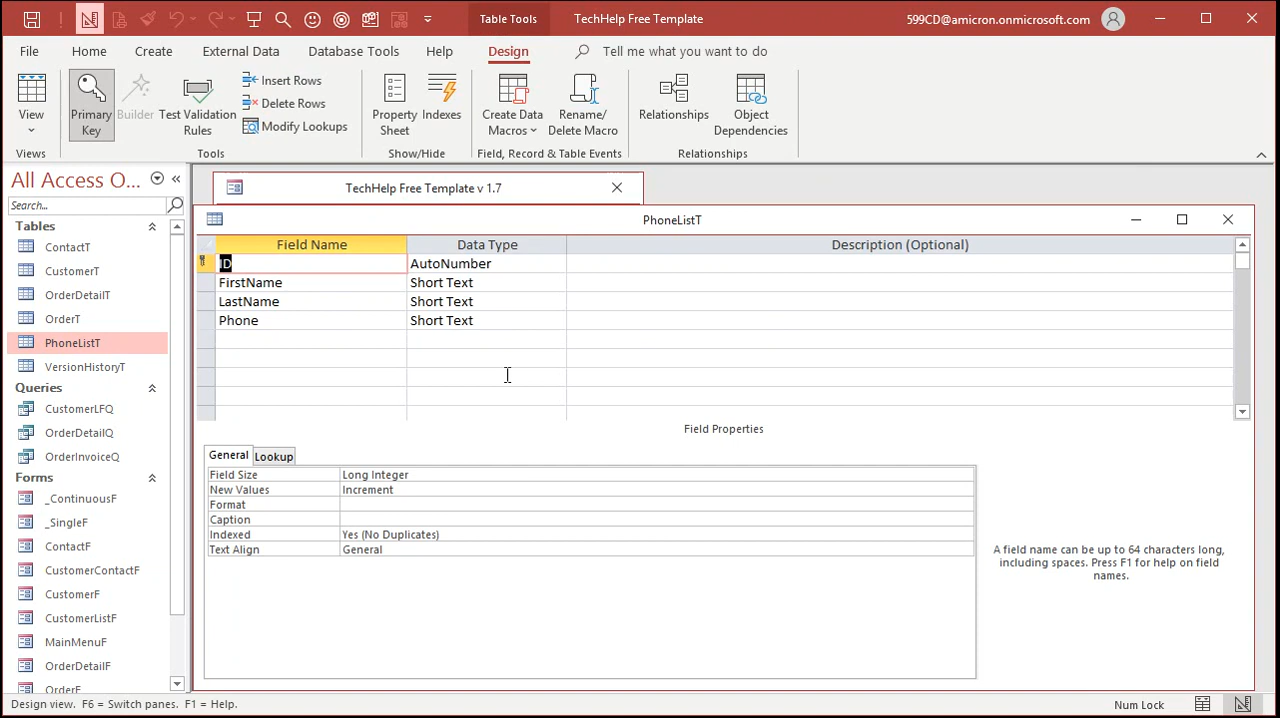 Table Tools
TechHelp Free Template
599CD@amicron.onmicrosoft.com
File
Home
Create
External Data
Database Tools
Help
Design
Tell me what you want to do
View
Primary Key
Builder
Test Validation Rules
Insert Rows
Delete Rows
Modify Lookups
Property Sheet
Indexes
Create Data Macros
Rename/ Delete Macro
Relationships
Object Dependencies
Views
Tools
Show/Hide
Field, Record & Table Events
Relationships
All Access O...
Search...
Tables
ContactT
CustomerT
OrderDetailT
OrderT
PhoneListT
VersionHistoryT
Queries
CustomerLFQ
OrderDetailQ
OrderInvoiceQ
Forms
_ContinuousF
_SingleF
ContactF
CustomerContactF
CustomerF
CustomerListF
MainMenuF
OrderDetailF
OrderF
TechHelp Free Template v 1.7
PhoneListT
Field Name Data Type Description (Optional)
ID AutoNumber
FirstName Short Text
LastName Short Text
Phone Short Text
Field Properties
General Lookup
Field Size Long Integer
New Values Increment
Format
Caption
Indexed Yes (No Duplicates)
Text Align General
A field name can be up to 64 characters long,
including spaces. Press F1 for help on field
names.
Design view. F6 = Switch panes. F1 = Help.
Num Lock